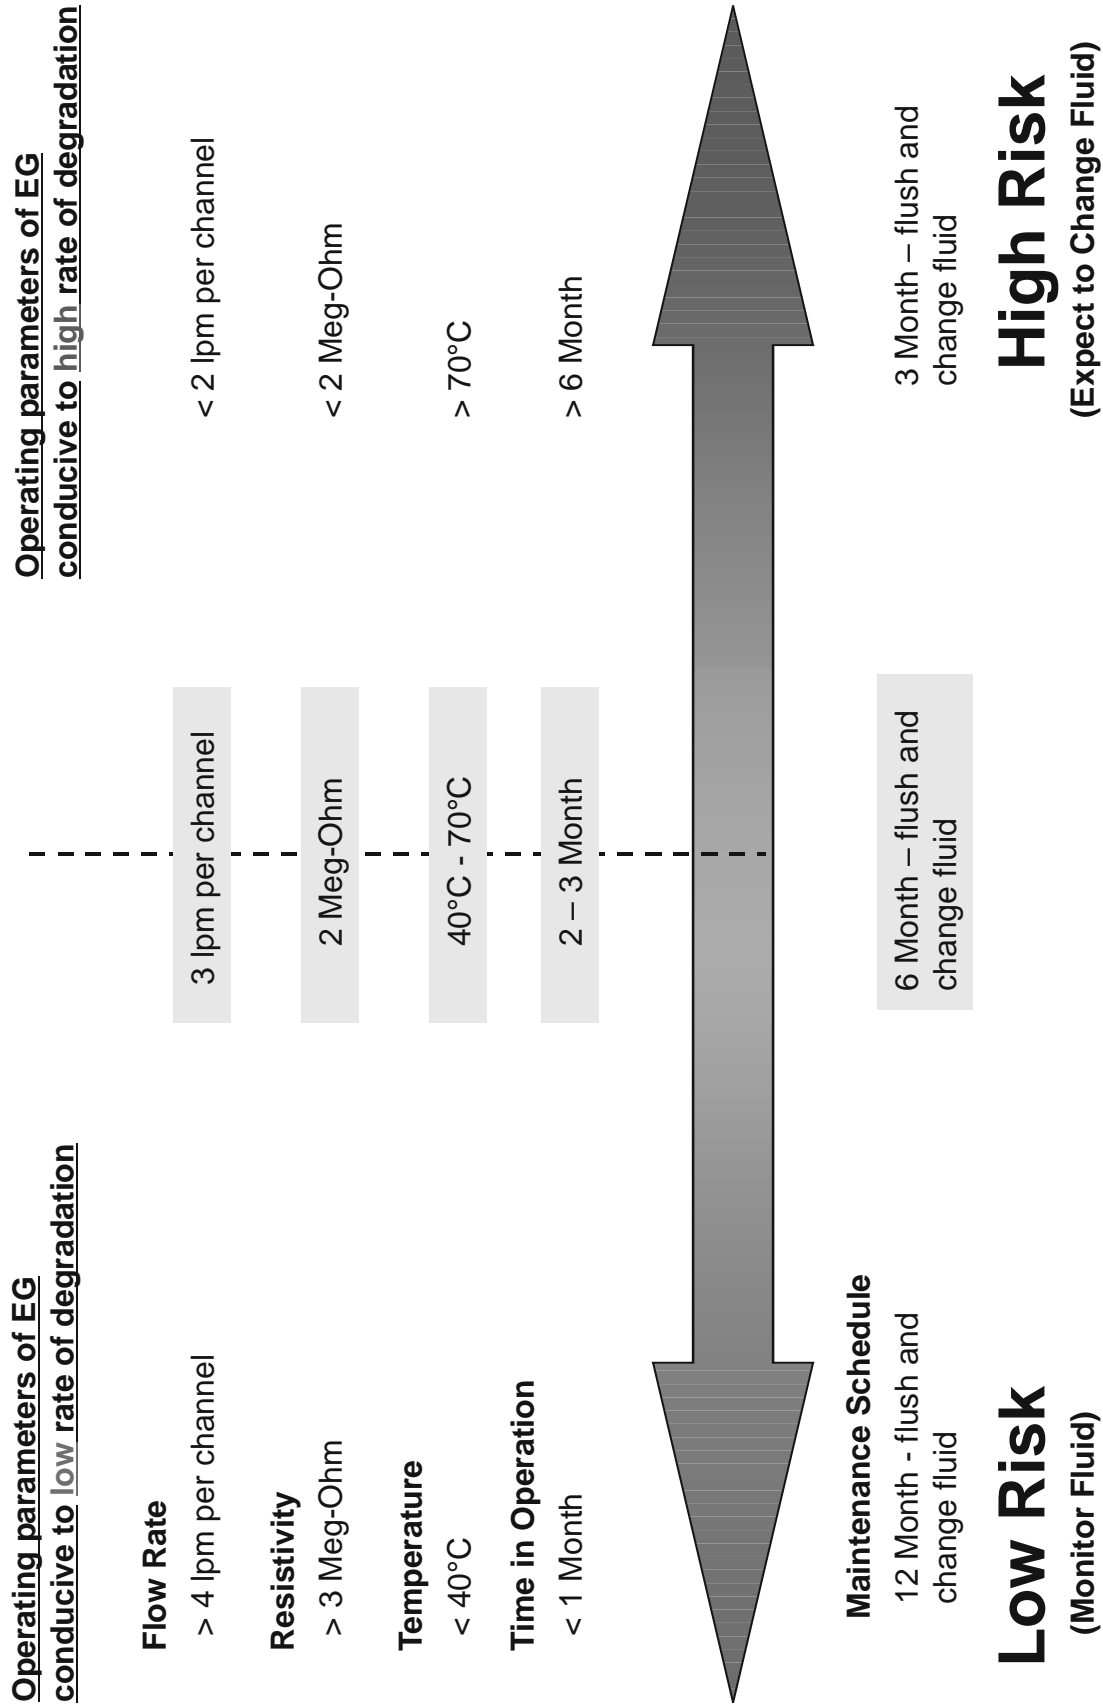 Operating parameters of EG
conducive to low rate of degradation
Operating parameters of EG
conducive to high rate of degradation
Flow Rate
> 4 lpm per channel
3 lpm per channel
< 2 lpm per channel
Resistivity
> 3 Meg-Ohm
2 Meg-Ohm
< 2 Meg-Ohm
Temperature
< 40°C
40°C - 70°C
> 70°C
Time in Operation
< 1 Month
2 – 3 Month
> 6 Month
Maintenance Schedule
12 Month - flush and
change fluid
6 Month – flush and
change fluid
3 Month – flush and
change fluid
Low Risk
(Monitor Fluid)
High Risk
(Expect to Change Fluid)